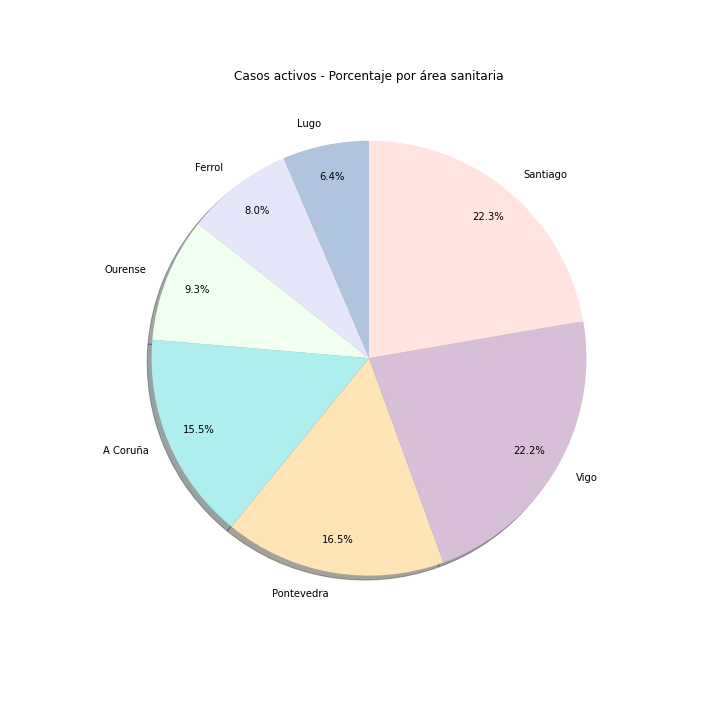 Casos activos - Porcentaje por área sanitaria
Lugo
6.4%
Ferrol
8.0%
Santiago
22.3%
Ourense
9.3%
A Coruña
15.5%
Vigo
22.2%
Pontevedra
16.5%